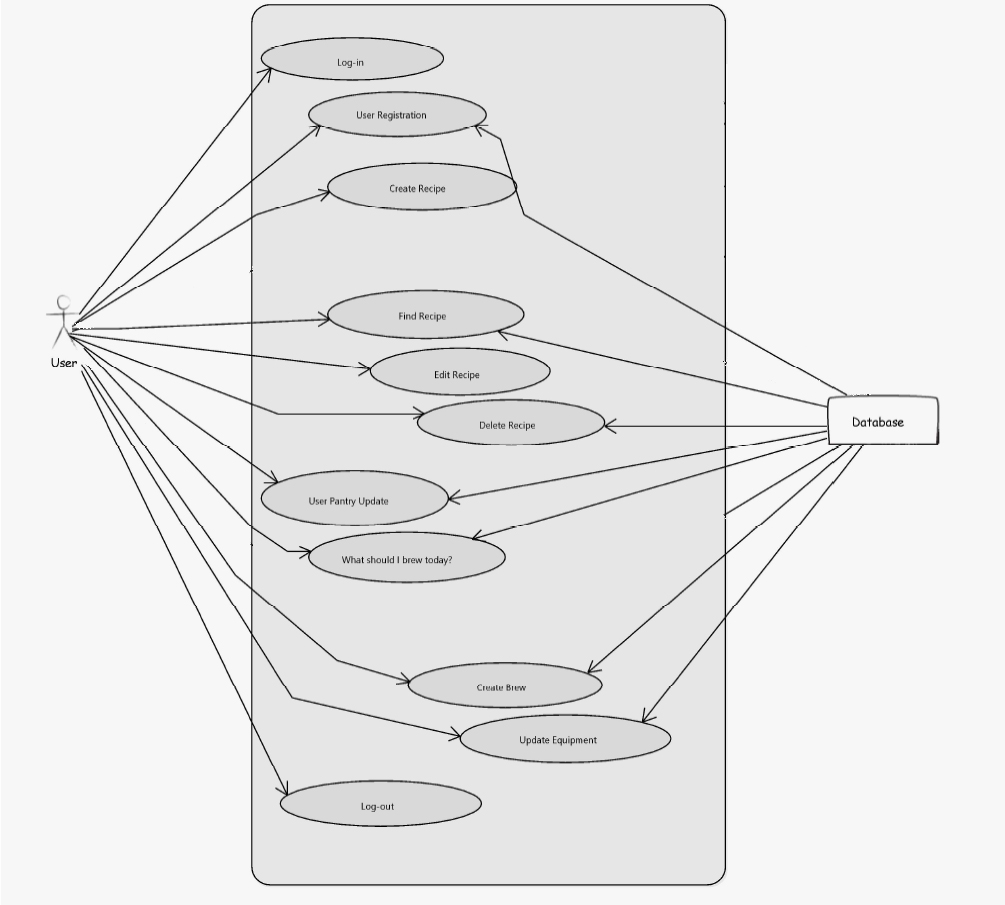 Log-in
User Registration
Create Recipe
Find Recipe
User
Edit Recipe
Delete Recipe
Database
User Pantry Update
What should I brew today?
Create Brew
Update Equipment
Log-out